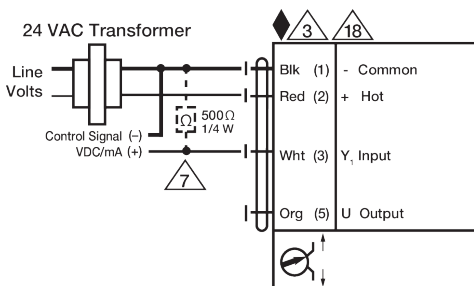 24 VAC Transformer
3
18
Line
Volts
Blk (1) - Common
Red (2) + Hot
Ω 500Ω
1/4 W
Control Signal (–)
VDC/mA (+)
Wht (3) Y₁ Input
7
Org (5) U Output